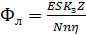 Φл = ESKзZ / Nnη